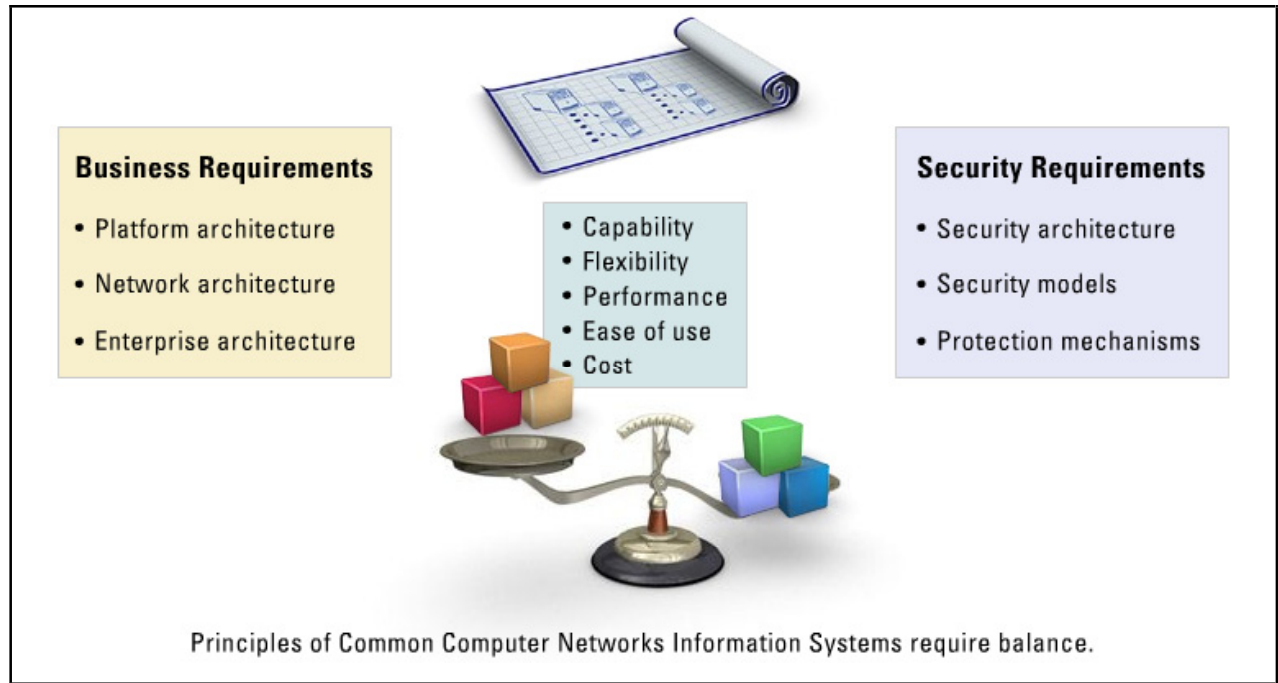 Business Requirements
• Platform architecture
• Network architecture
• Enterprise architecture
• Capability
• Flexibility
• Performance
• Ease of use
• Cost
Security Requirements
• Security architecture
• Security models
• Protection mechanisms
Principles of Common Computer Networks Information Systems require balance.